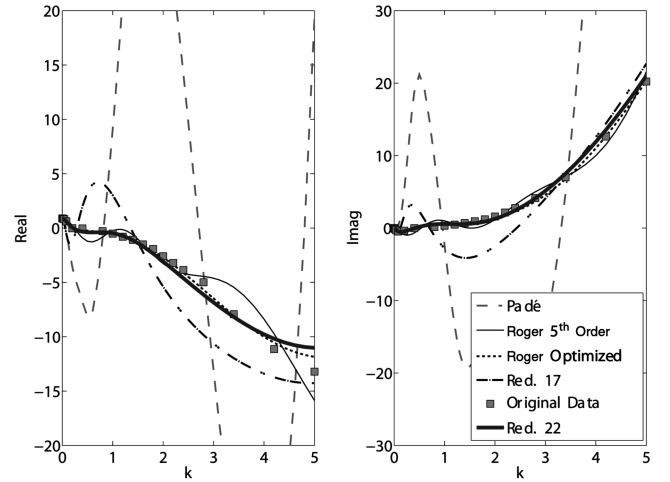 20
15
10
5
0
−5
−10
−15
−20
Real
0 1 2 3 4 5
k
30
20
10
0
−10
−20
−30
Imag
0 1 2 3 4 5
k
Padé
Roger 5th Order
Roger Optimized
Red. 17
Original Data
Red. 22